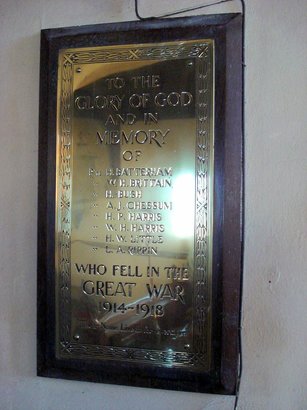 TO THE
GLORY OF GOD
AND IN
MEMORY
OF
H. BATTERHAM
" W. H. BRITTAIN
" H. BUSH
" A. J. CHESSUM
" H. P. HARRIS
" W. H. HARRIS
" H. W. LITTLE
" L. A. RIPPIN
WHO FELL IN THE
GREAT WAR
1914-1918